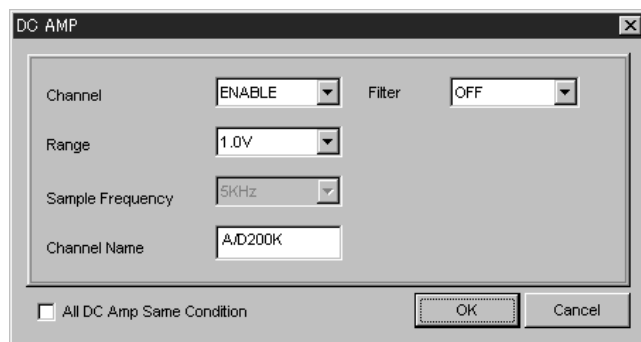 DC AMP
Channel ENABLE Filter OFF
Range 1.0V
Sample Frequency 5KHz
Channel Name A/D200K
All DC Amp Same Condition OK Cancel